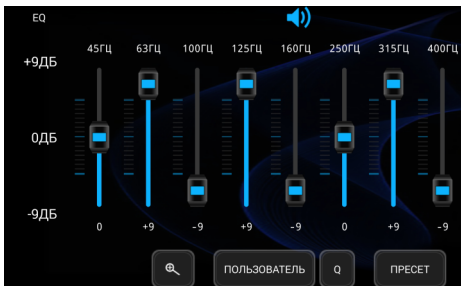 EQ
45ГЦ 63ГЦ 100ГЦ 125ГЦ 160ГЦ 250ГЦ 315ГЦ 400ГЦ
+9ДБ
0ДБ
-9ДБ
0 +9 -9 +9 -9 0 +9 -9
ПОЛЬЗОВАТЕЛЬ Q ПРЕСЕТ